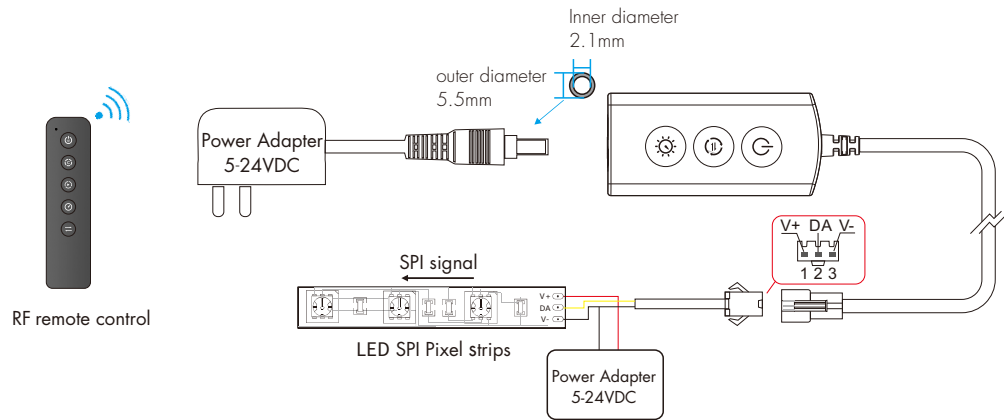 Inner diameter
2.1mm
outer diameter
5.5mm
Power Adapter
5-24VDC
V+ DA V-
1 2 3
SPI signal
V+
DA
V-
RF remote control
LED SPI Pixel strips
Power Adapter
5-24VDC